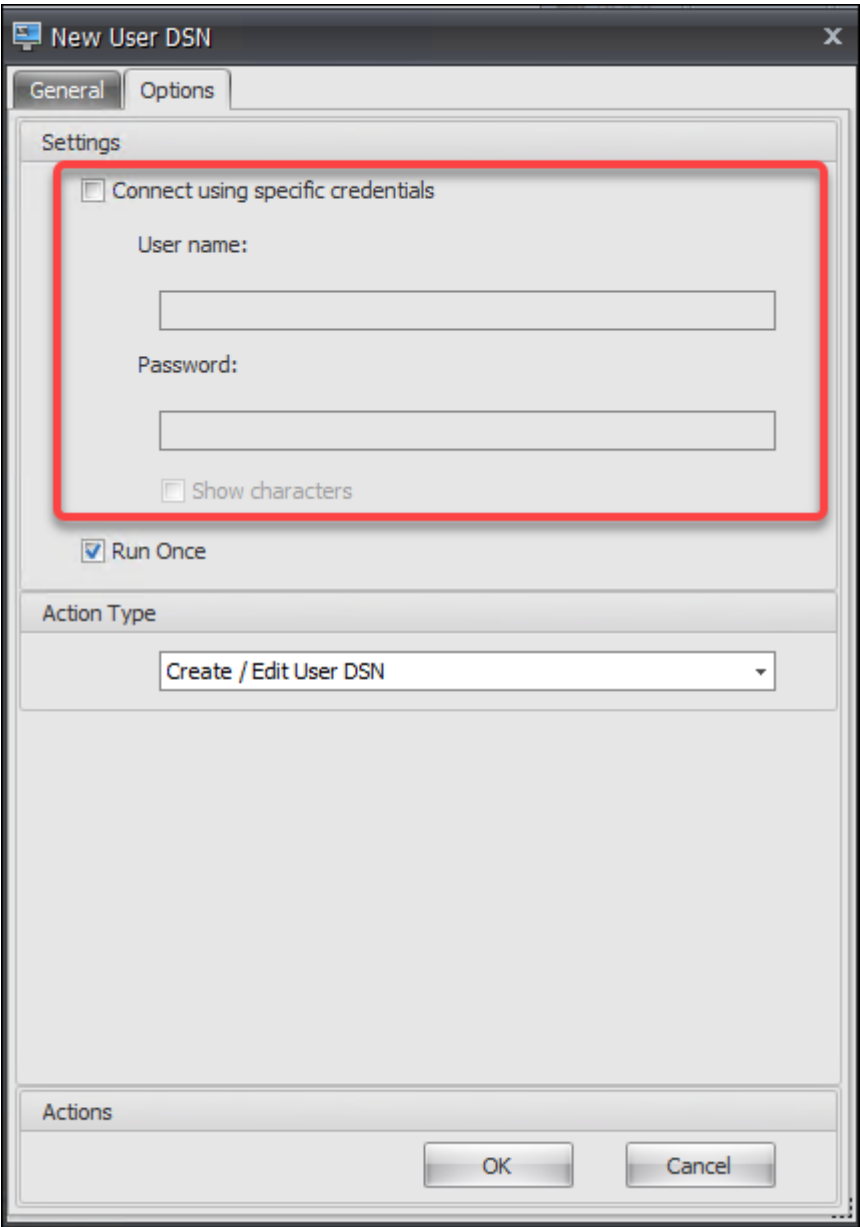 New User DSN
General Options
Settings
Connect using specific credentials
User name:
Password:
Show characters
Run Once
Action Type
Create / Edit User DSN
Actions
OK Cancel